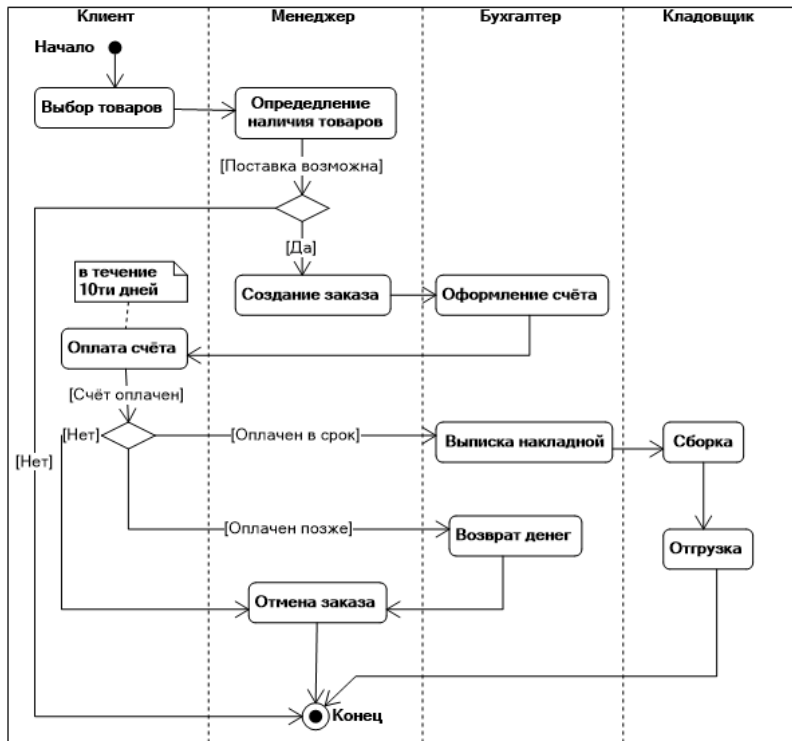 Клиент
Менеджер
Бухгалтер
Кладовщик
Начало
Выбор товаров
Опредедление
наличия товаров
[Поставка возможна]
[Да]
в течение
10ти дней
Создание заказа
Оформление счёта
Оплата счёта
[Счёт оплачен]
[Нет]
[Оплачен в срок]
Выписка накладной
Сборка
[Нет]
[Оплачен позже]
Возврат денег
Отгрузка
Отмена заказа
Конец